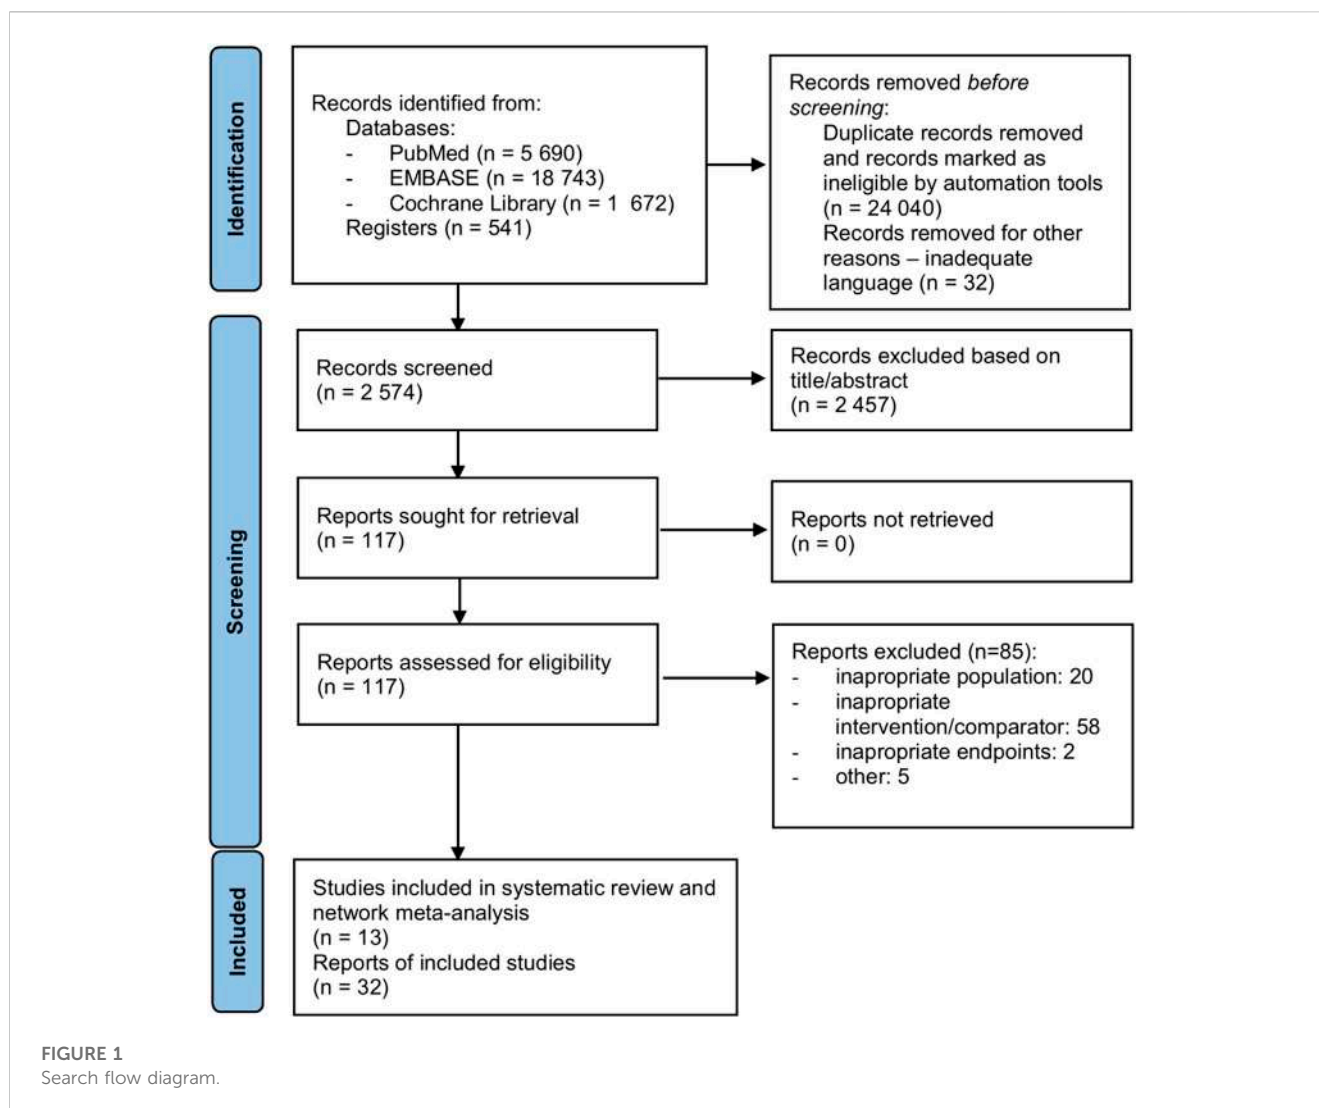 Identification
Records identified from:
Databases:
- PubMed (n = 5 690)
- EMBASE (n = 18 743)
- Cochrane Library (n = 1 672)
Registers (n = 541)
Records removed before
screening:
Duplicate records removed
and records marked as
ineligible by automation tools
(n = 24 040)
Records removed for other
reasons – inadequate
language (n = 32)
Screening
Records screened
(n = 2 574)
Records excluded based on
title/abstract
(n = 2 457)
Reports sought for retrieval
(n = 117)
Reports not retrieved
(n = 0)
Reports assessed for eligibility
(n = 117)
Reports excluded (n=85):
- inapropriate population: 20
- inapropriate
intervention/comparator: 58
- inapropriate endpoints: 2
- other: 5
Included
Studies included in systematic review and
network meta-analysis
(n = 13)
Reports of included studies
(n = 32)
FIGURE 1
Search flow diagram.